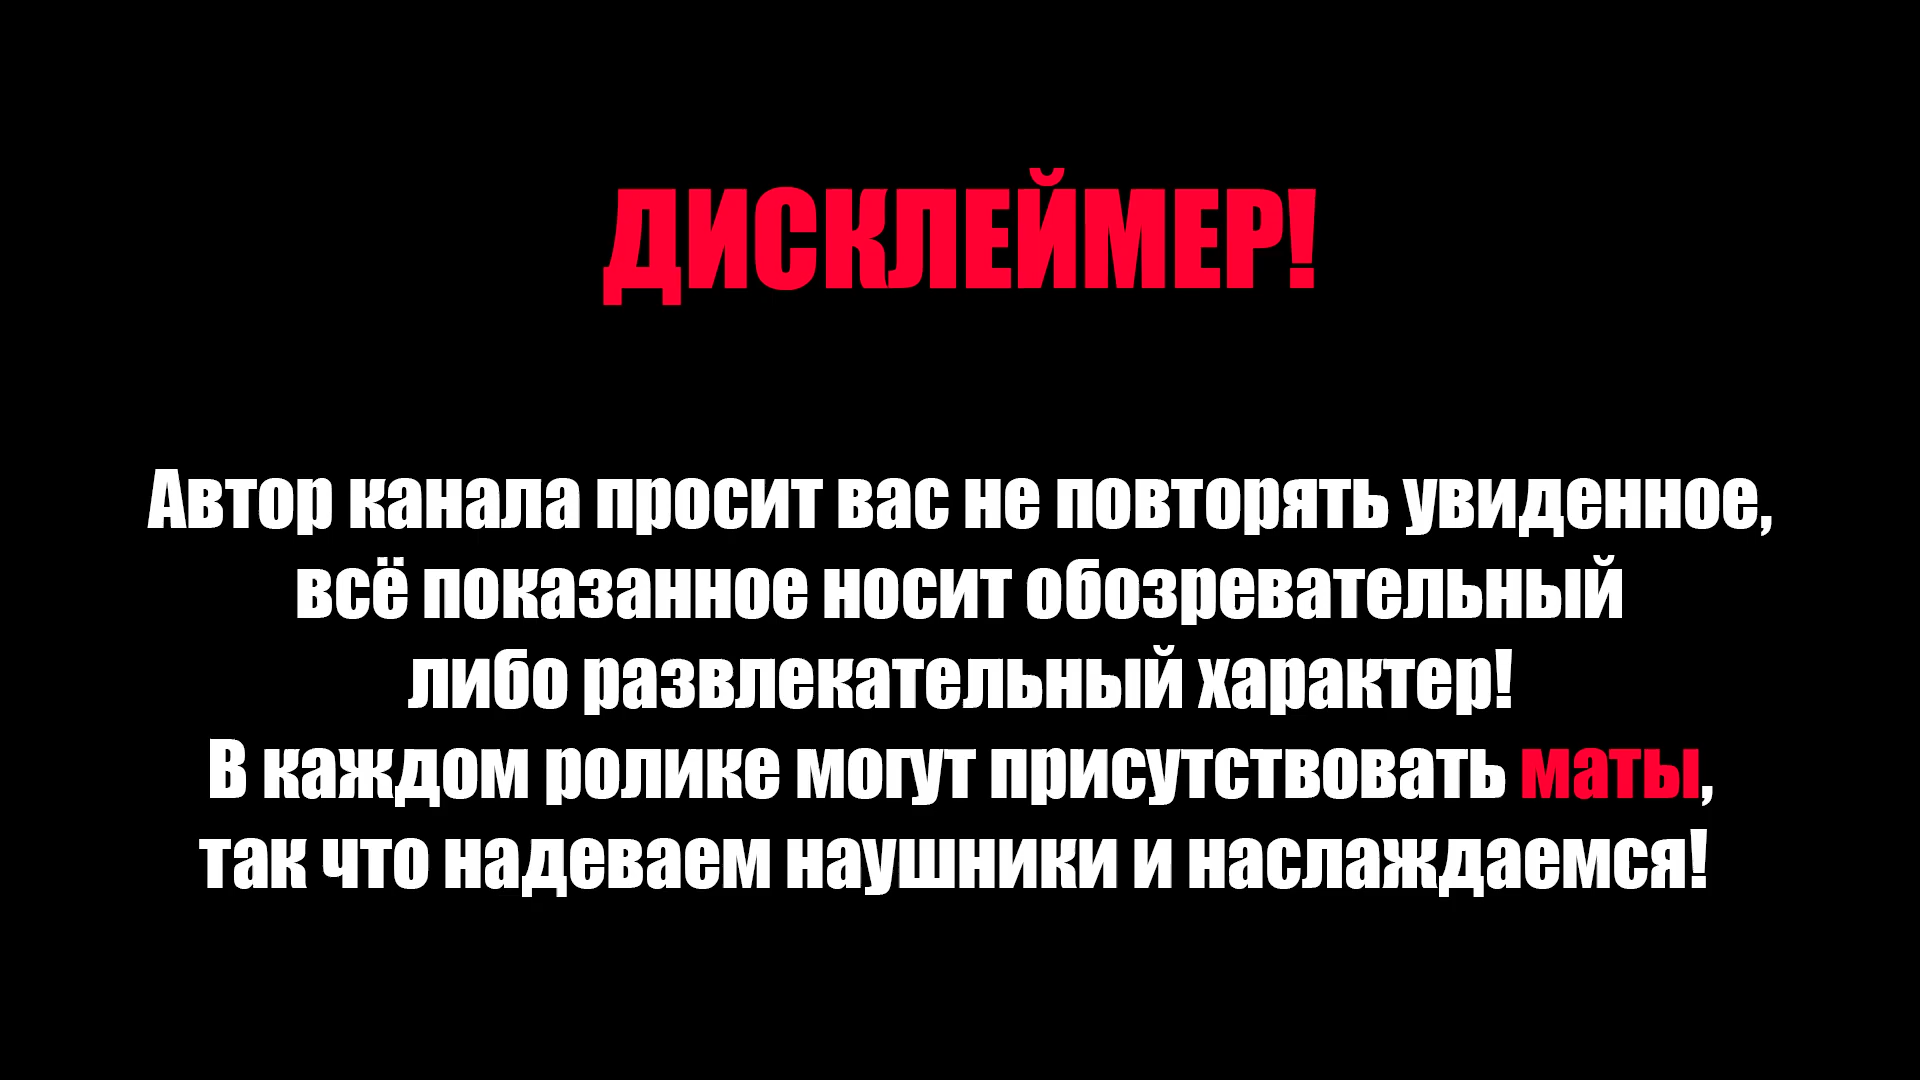 ДИСКЛЕЙМЕР!
Автор канала просит вас не повторять увиденное,
всё показанное носит обозревательный
либо развлекательный характер!
В каждом ролике могут присутствовать маты,
так что надеваем наушники и наслаждаемся!